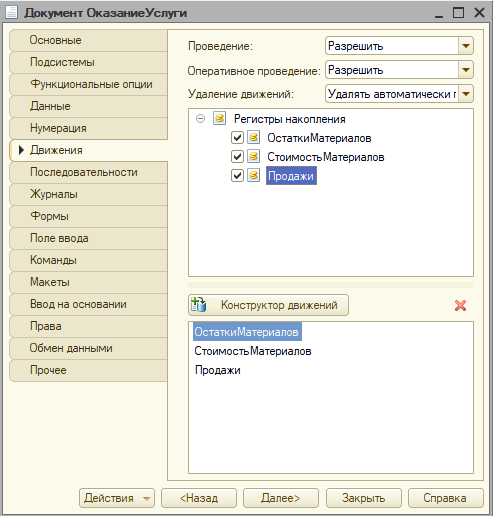 Документ ОказаниеУслуги
Основные
Подсистемы
Функциональные опции
Данные
Нумерация
Движения
Последовательности
Журналы
Формы
Поле ввода
Команды
Макеты
Ввод на основании
Права
Обмен данными
Прочее
Проведение: Разрешить
Оперативное проведение: Разрешить
Удаление движений: Удалять автоматически г
Регистры накопления
ОстаткиМатериалов
СтоимостьМатериалов
Продажи
Конструктор движений
ОстаткиМатериалов
СтоимостьМатериалов
Продажи
Действия <Назад Далее> Закрыть Справка